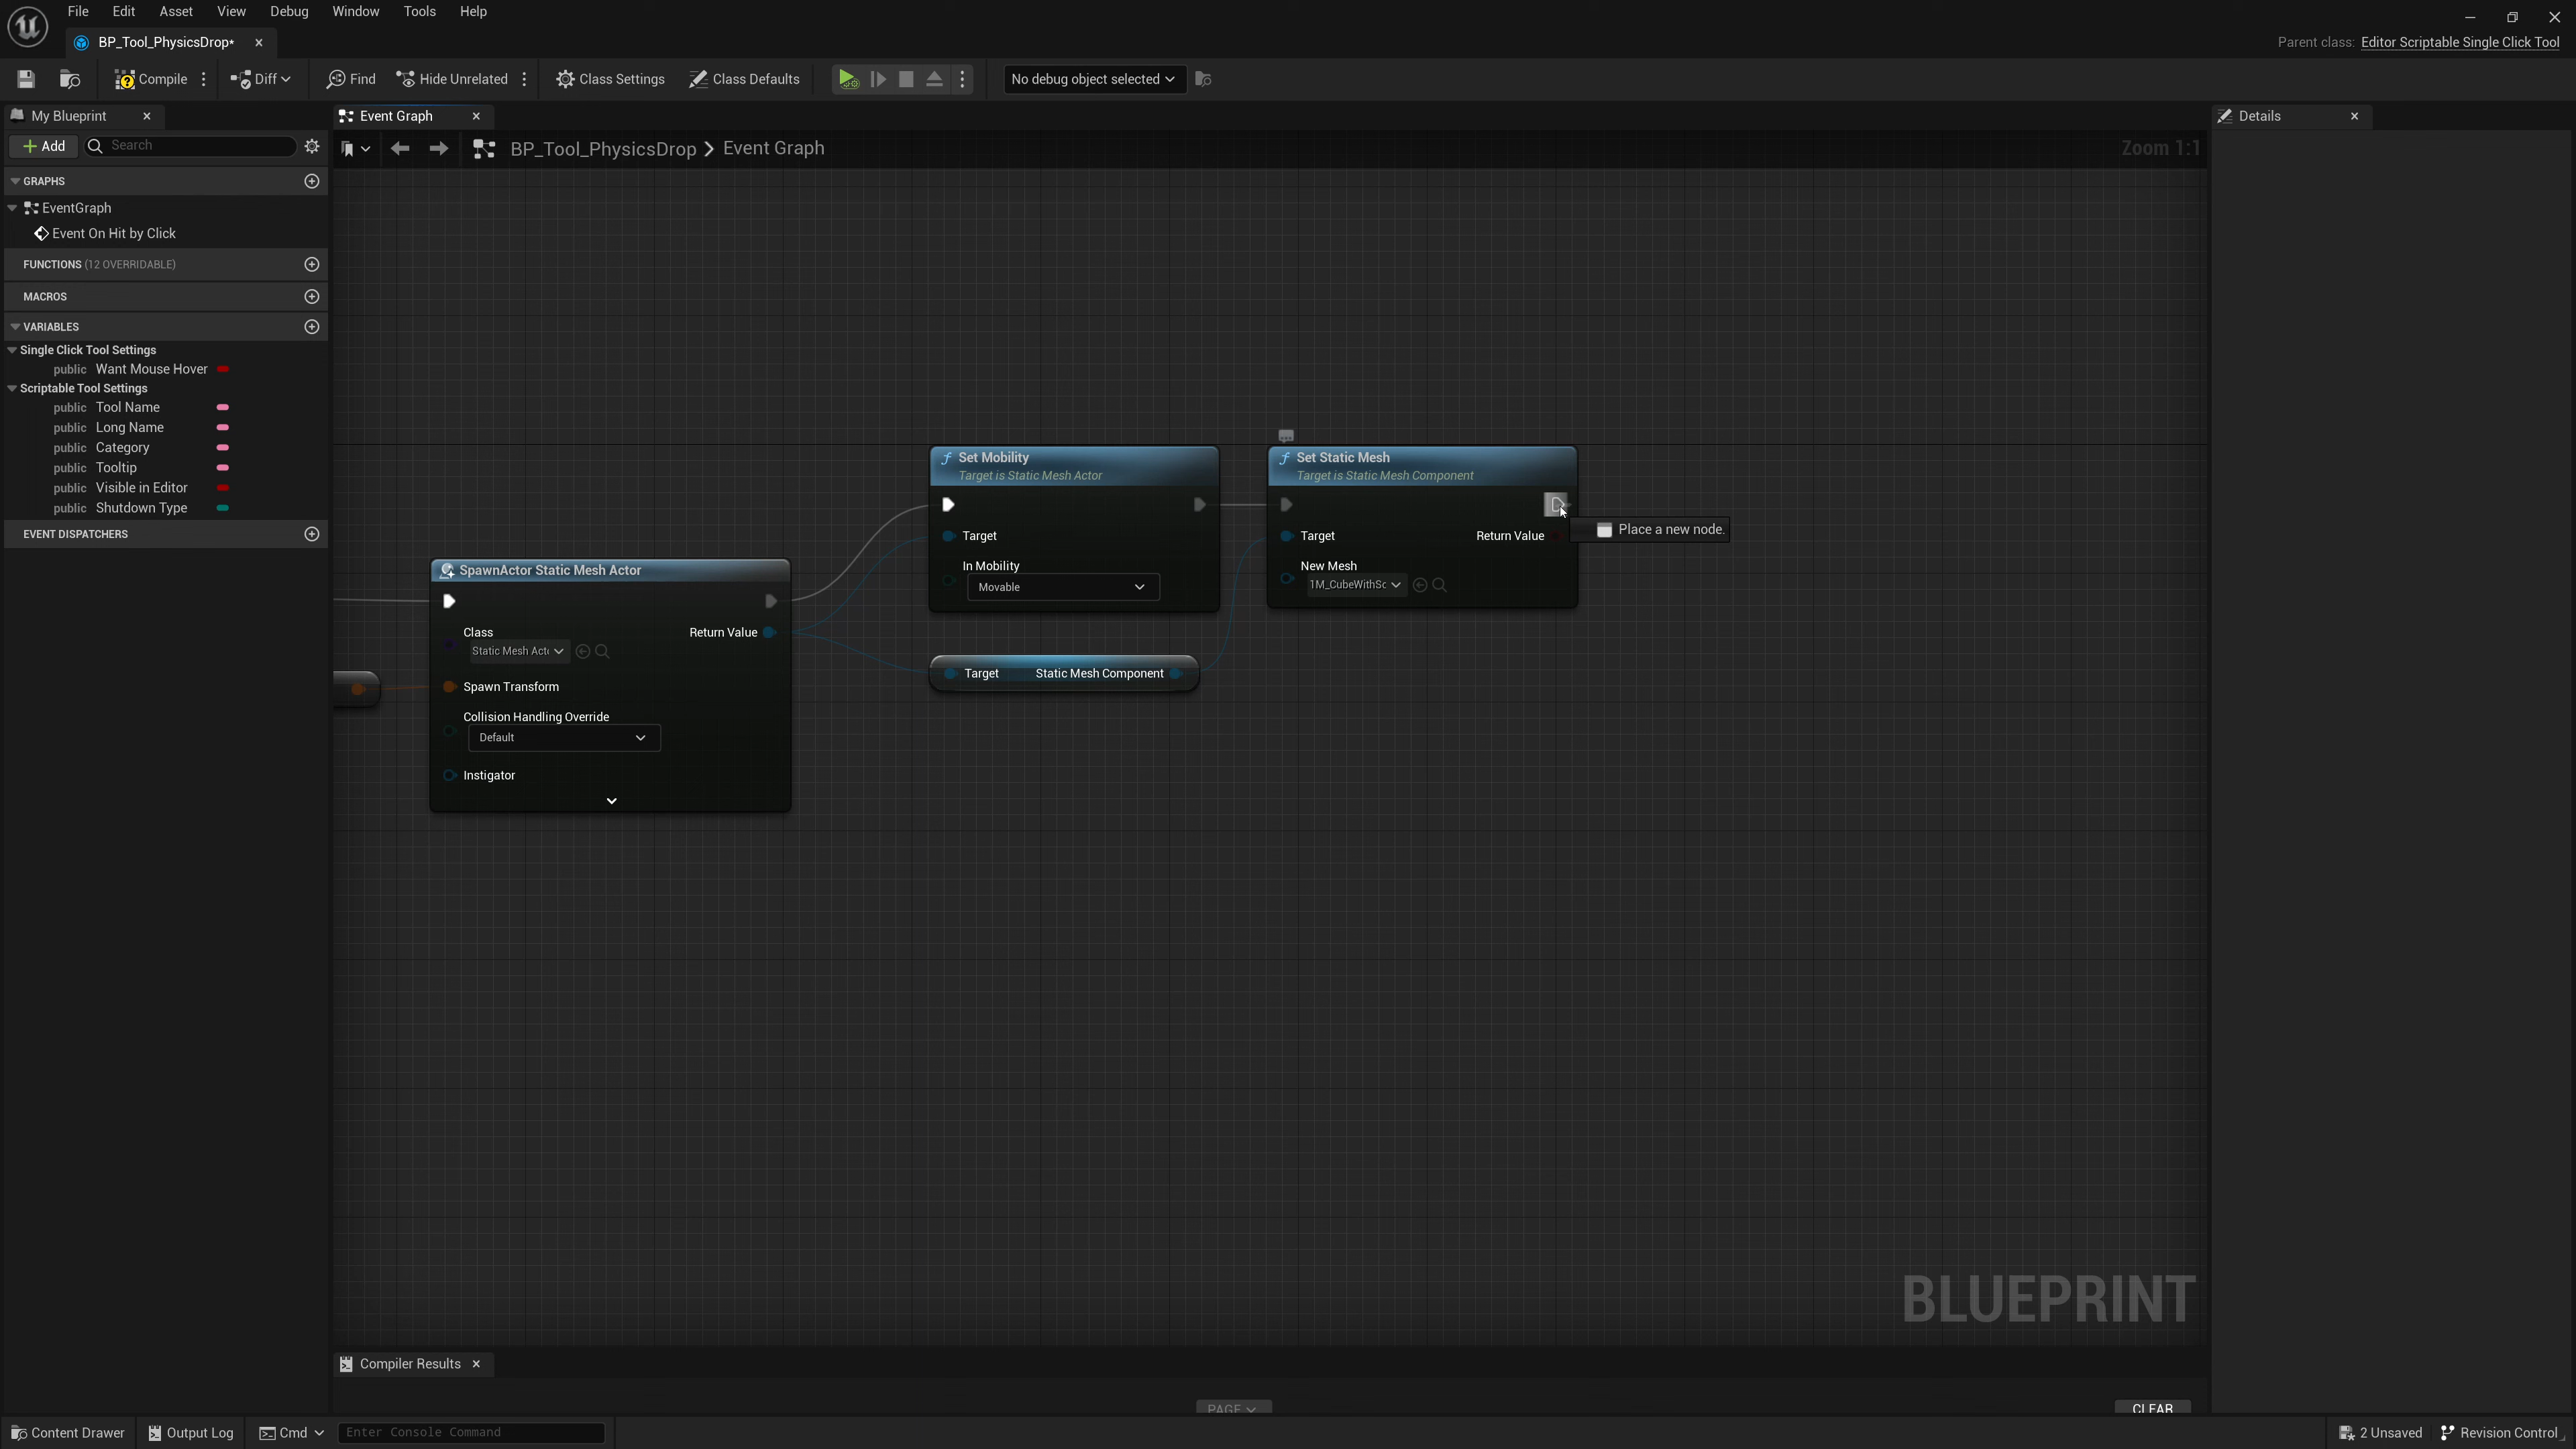 File Edit Asset View Debug Window Tools Help
BP_Tool_PhysicsDrop*
Parent class: Editor Scriptable Single Click Tool
Compile Diff Find Hide Unrelated Class Settings Class Defaults No debug object selected
My Blueprint
Event Graph
Details
Add Search
BP_Tool_PhysicsDrop > Event Graph
Zoom 1:1
GRAPHS
EventGraph
Event On Hit by Click
FUNCTIONS (12 OVERRIDABLE)
MACROS
VARIABLES
Single Click Tool Settings
public Want Mouse Hover
Scriptable Tool Settings
public Tool Name
public Long Name
public Category
public Tooltip
public Visible in Editor
public Shutdown Type
EVENT DISPATCHERS
SpawnActor Static Mesh Actor
Class
Static Mesh Act
Return Value
Spawn Transform
Collision Handling Override
Default
Instigator
Set Mobility
Target is Static Mesh Actor
Target
In Mobility
Movable
Target Static Mesh Component
Set Static Mesh
Target is Static Mesh Component
Target
Return Value
New Mesh
1M_CubeWithSc
Place a new node.
BLUEPRINT
Compiler Results
PAGE
CLEAR
Content Drawer Output Log Cmd Enter Console Command 2 Unsaved Revision Control